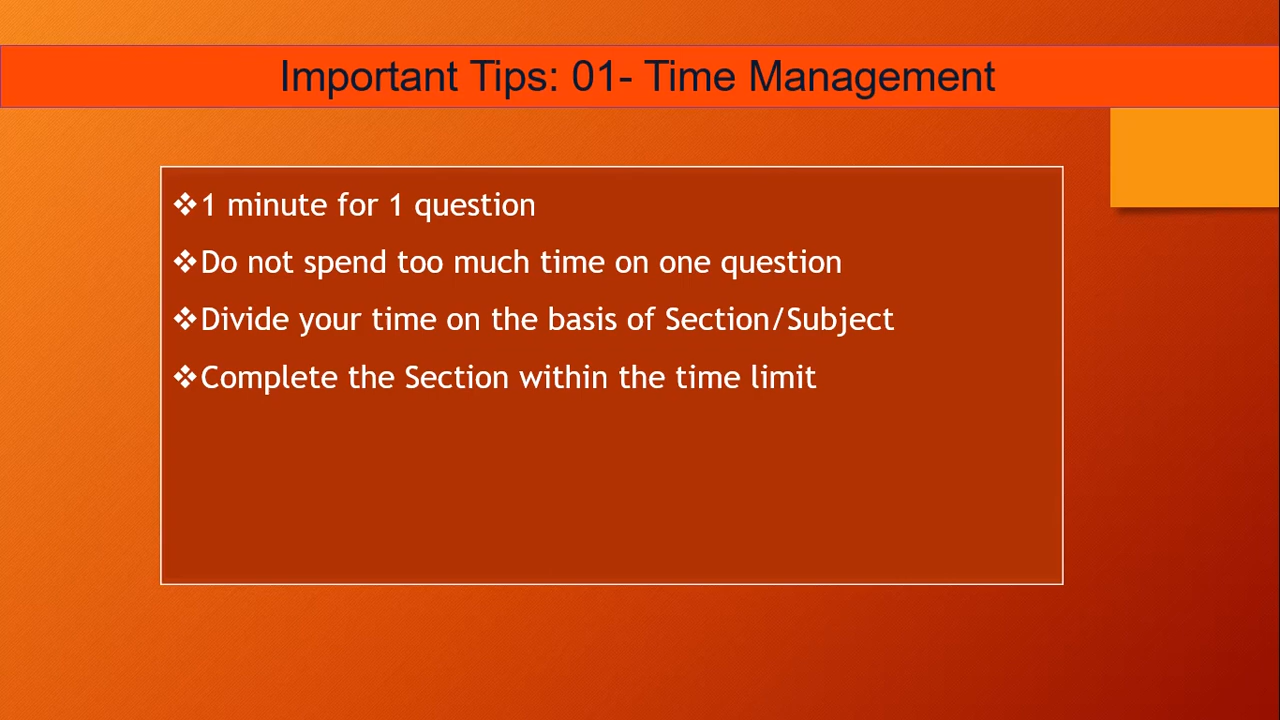 Important Tips: 01- Time Management
❖1 minute for 1 question
❖Do not spend too much time on one question
❖Divide your time on the basis of Section/Subject
❖Complete the Section within the time limit